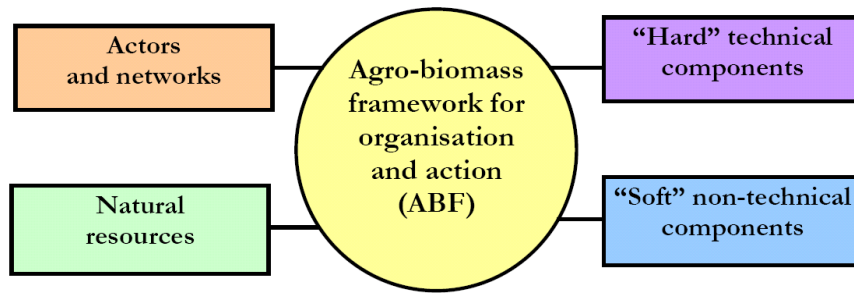 Actors
and networks
Natural
resources
Agro-biomass
framework for
organisation
and action
(ABF)
“Hard” technical
components
“Soft” non-technical
components